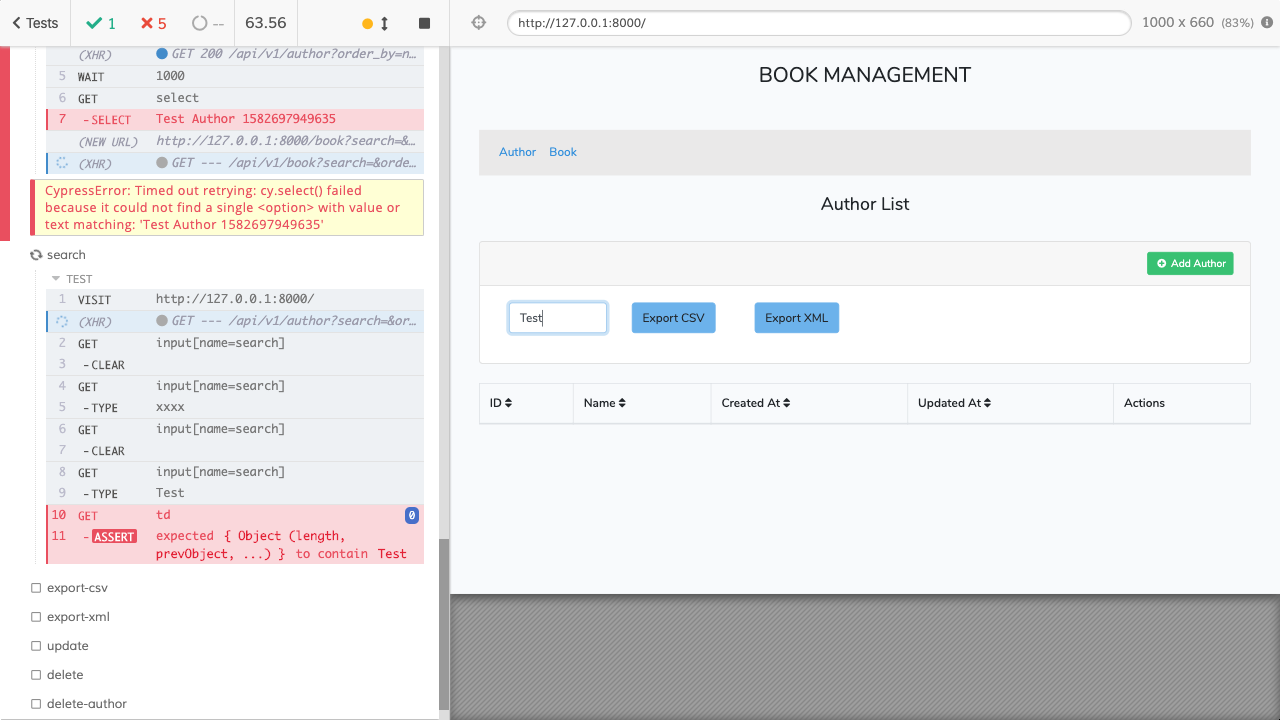 Tests
1
5
--
63.56
http://127.0.0.1:8000/
1000 x 660 (83%)
(XHR) GET 200 /api/v1/author?order_by=n…
5 WAIT 1000
6 GET select
7 -SELECT Test Author 1582697949635
(NEW URL) http://127.0.0.1:8000/book?search=&…
(XHR) GET --- /api/v1/book?search=&orde…
CypressError: Timed out retrying: cy.select() failed
because it could not find a single <option> with value or
text matching: 'Test Author 1582697949635'
search
TEST
1 VISIT http://127.0.0.1:8000/
(XHR) GET --- /api/v1/author?search=&or…
2 GET input[name=search]
3 -CLEAR
4 GET input[name=search]
5 -TYPE xxxx
6 GET input[name=search]
7 -CLEAR
8 GET input[name=search]
9 -TYPE Test
10 GET td 0
11 -ASSERT expected { Object (length,
prevObject, ...) } to contain Test
export-csv
export-xml
update
delete
delete-author
BOOK MANAGEMENT
Author Book
Author List
Add Author
Test
Export CSV
Export XML
ID Name Created At Updated At Actions